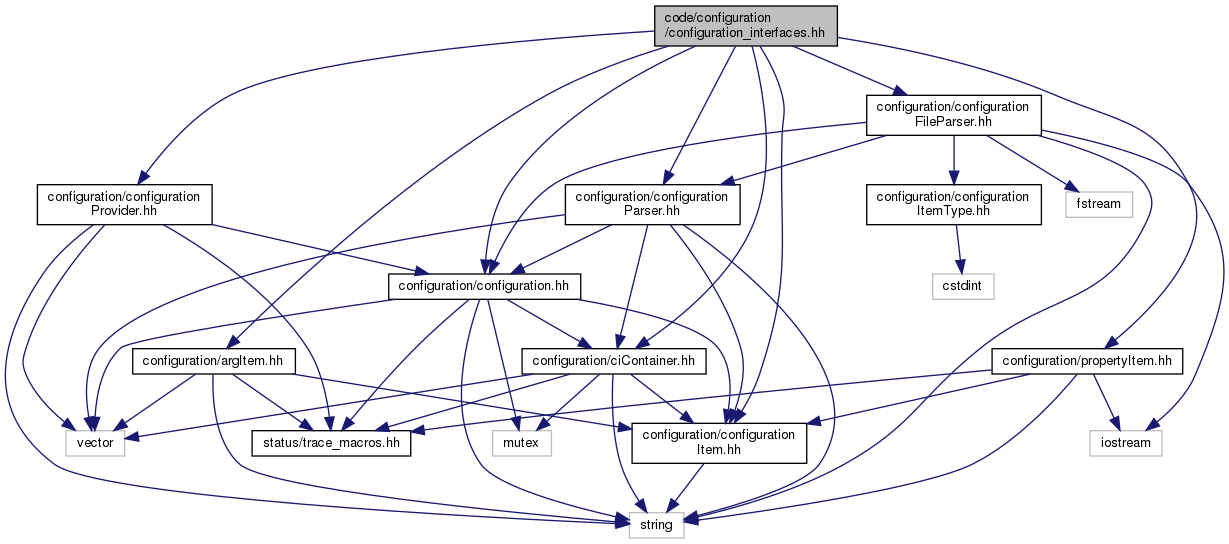 code/configuration
/configuration_interfaces.hh
configuration/configuration
FileParser.hh
configuration/configuration
Provider.hh
configuration/configuration
Parser.hh
configuration/configuration
ItemType.hh
fstream
configuration/configuration.hh
cstdint
configuration/argItem.hh
configuration/ciContainer.hh
configuration/propertyItem.hh
vector
status/trace_macros.hh
mutex
configuration/configuration
Item.hh
iostream
string